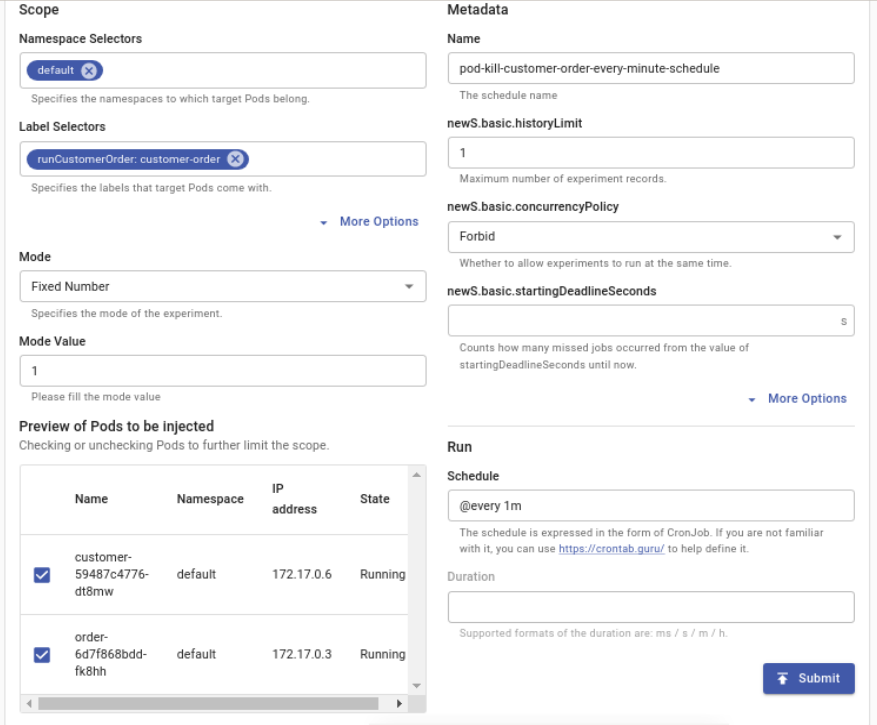 Scope
Namespace Selectors
default
Specifies the namespaces to which target Pods belong.
Label Selectors
runCustomerOrder: customer-order
Specifies the labels that target Pods come with.
More Options
Mode
Fixed Number
Specifies the mode of the experiment.
Mode Value
1
Please fill the mode value
Preview of Pods to be injected
Checking or unchecking Pods to further limit the scope.
Name Namespace IP address State
customer-59487c4776-dt8mw default 172.17.0.6 Running
order-6d7f868bdd-fk8hh default 172.17.0.3 Running
Metadata
Name
pod-kill-customer-order-every-minute-schedule
The schedule name
newS.basic.historyLimit
1
Maximum number of experiment records.
newS.basic.concurrencyPolicy
Forbid
Whether to allow experiments to run at the same time.
newS.basic.startingDeadlineSeconds
s
Counts how many missed jobs occurred from the value of
startingDeadlineSeconds until now.
More Options
Run
Schedule
@every 1m
The schedule is expressed in the form of CronJob. If you are not familiar
with it, you can use https://crontab.guru/ to help define it.
Duration
Supported formats of the duration are: ms / s / m / h.
Submit